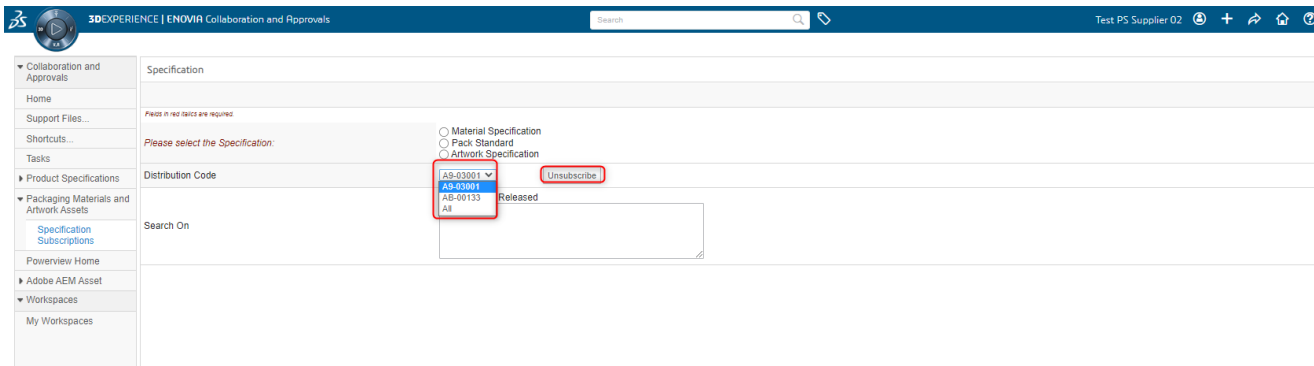 3DEXPERIENCE | ENOVIA Collaboration and Approvals
Search
Test PS Supplier 02
Collaboration and
Approvals
Home
Support Files...
Shortcuts...
Tasks
Product Specifications
Packaging Materials and
Artwork Assets
Specification
Subscriptions
Powerview Home
Adobe AEM Asset
Workspaces
My Workspaces
Specification
Fields in red italics are required.
Please select the Specification:
Material Specification
Pack Standard
Artwork Specification
Distribution Code
A9-03001
Unsubscribe
A9-03001
AB-00133
All
Released
Search On